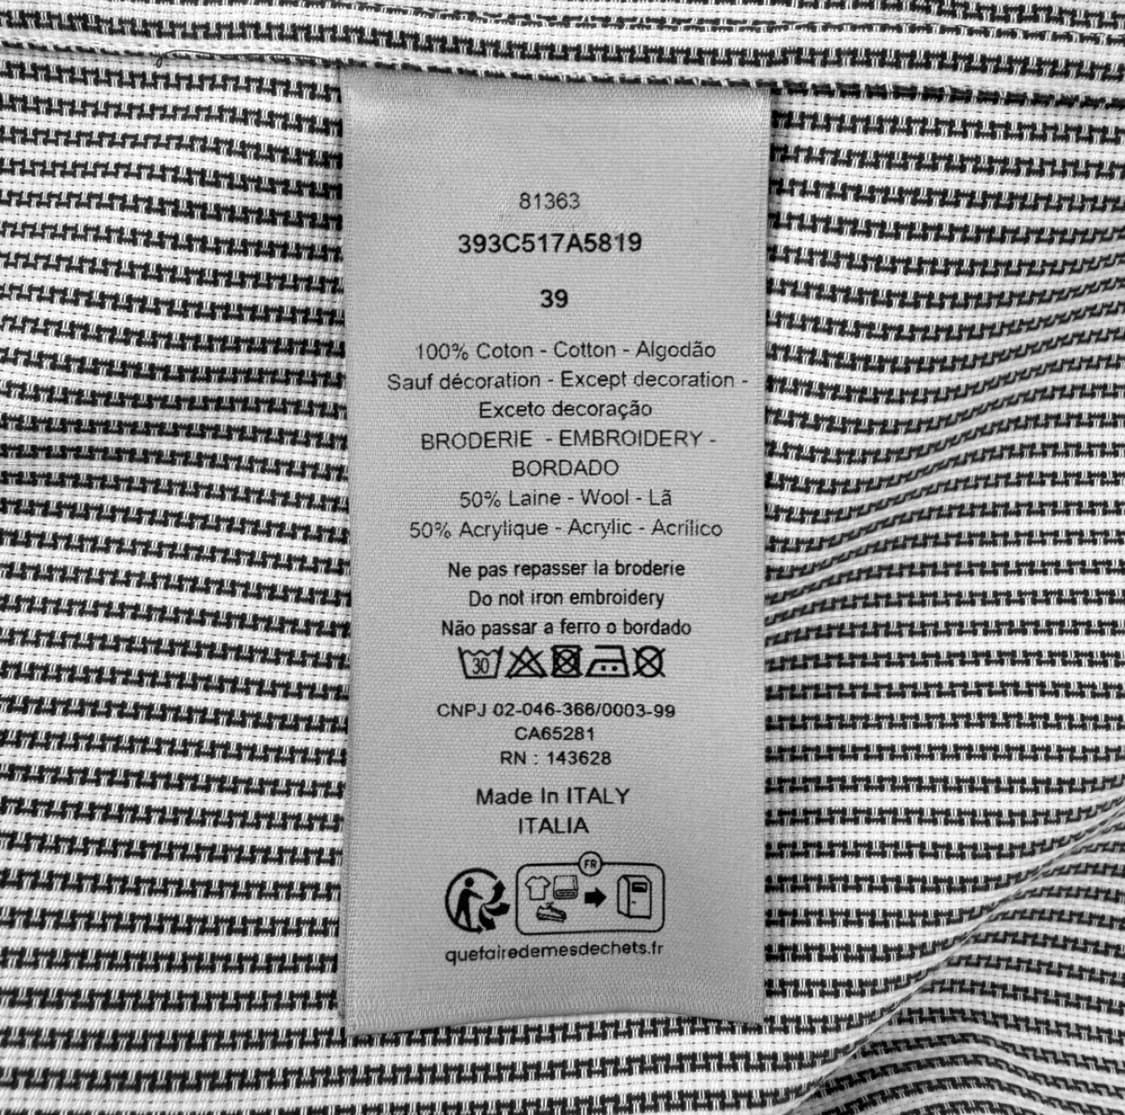 81363
393C517A5819
39
100% Coton - Cotton - Algodão
Sauf décoration - Except decoration -
Exceto decoração
BRODERIE - EMBROIDERY -
BORDADO
50% Laine - Wool - Lã
50% Acrylique - Acrylic - Acrílico
Ne pas repasser la broderie
Do not iron embroidery
Não passar a ferro o bordado
30
CNPJ 02-046-366/0003-99
CA65281
RN : 143628
Made In ITALY
ITALIA
FR
quefairedemesdechets.fr